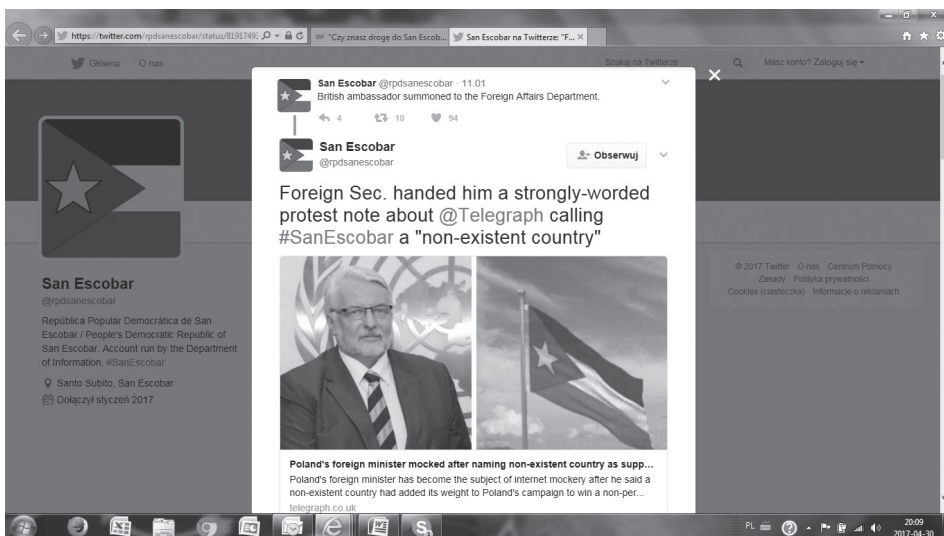 https://twitter.com/rpdsanescobar/status/81917493
"Czy znasz drogę do San Escob...
San Escobar na Twitterze: "F...
Główna O nas
Szukaj na Twitterze
Masz konto? Zaloguj się
San Escobar @rpdsanescobar · 11.01
British ambassador summoned to the Foreign Affairs Department.
4 10 94
San Escobar
@rpdsanescobar
Obserwuj
Foreign Sec. handed him a strongly-worded
protest note about @Telegraph calling
#SanEscobar a "non-existent country"
Poland's foreign minister mocked after naming non-existent country as supp...
Poland's foreign minister has become the subject of internet mockery after he said a
non-existent country had added its weight to Poland's campaign to win a non-per...
telegraph.co.uk
San Escobar
@rpdsanescobar
República Popular Democrática de San
Escobar / People's Democratic Republic of
San Escobar. Account run by the Department
of Information. #SanEscobar
Santo Subito, San Escobar
Dołączył styczeń 2017
© 2017 Twitter O nas Centrum Pomocy
Zasady Polityka prywatności
Cookies (ciasteczka) Informacje o reklamach
PL
20:09
2017-04-30